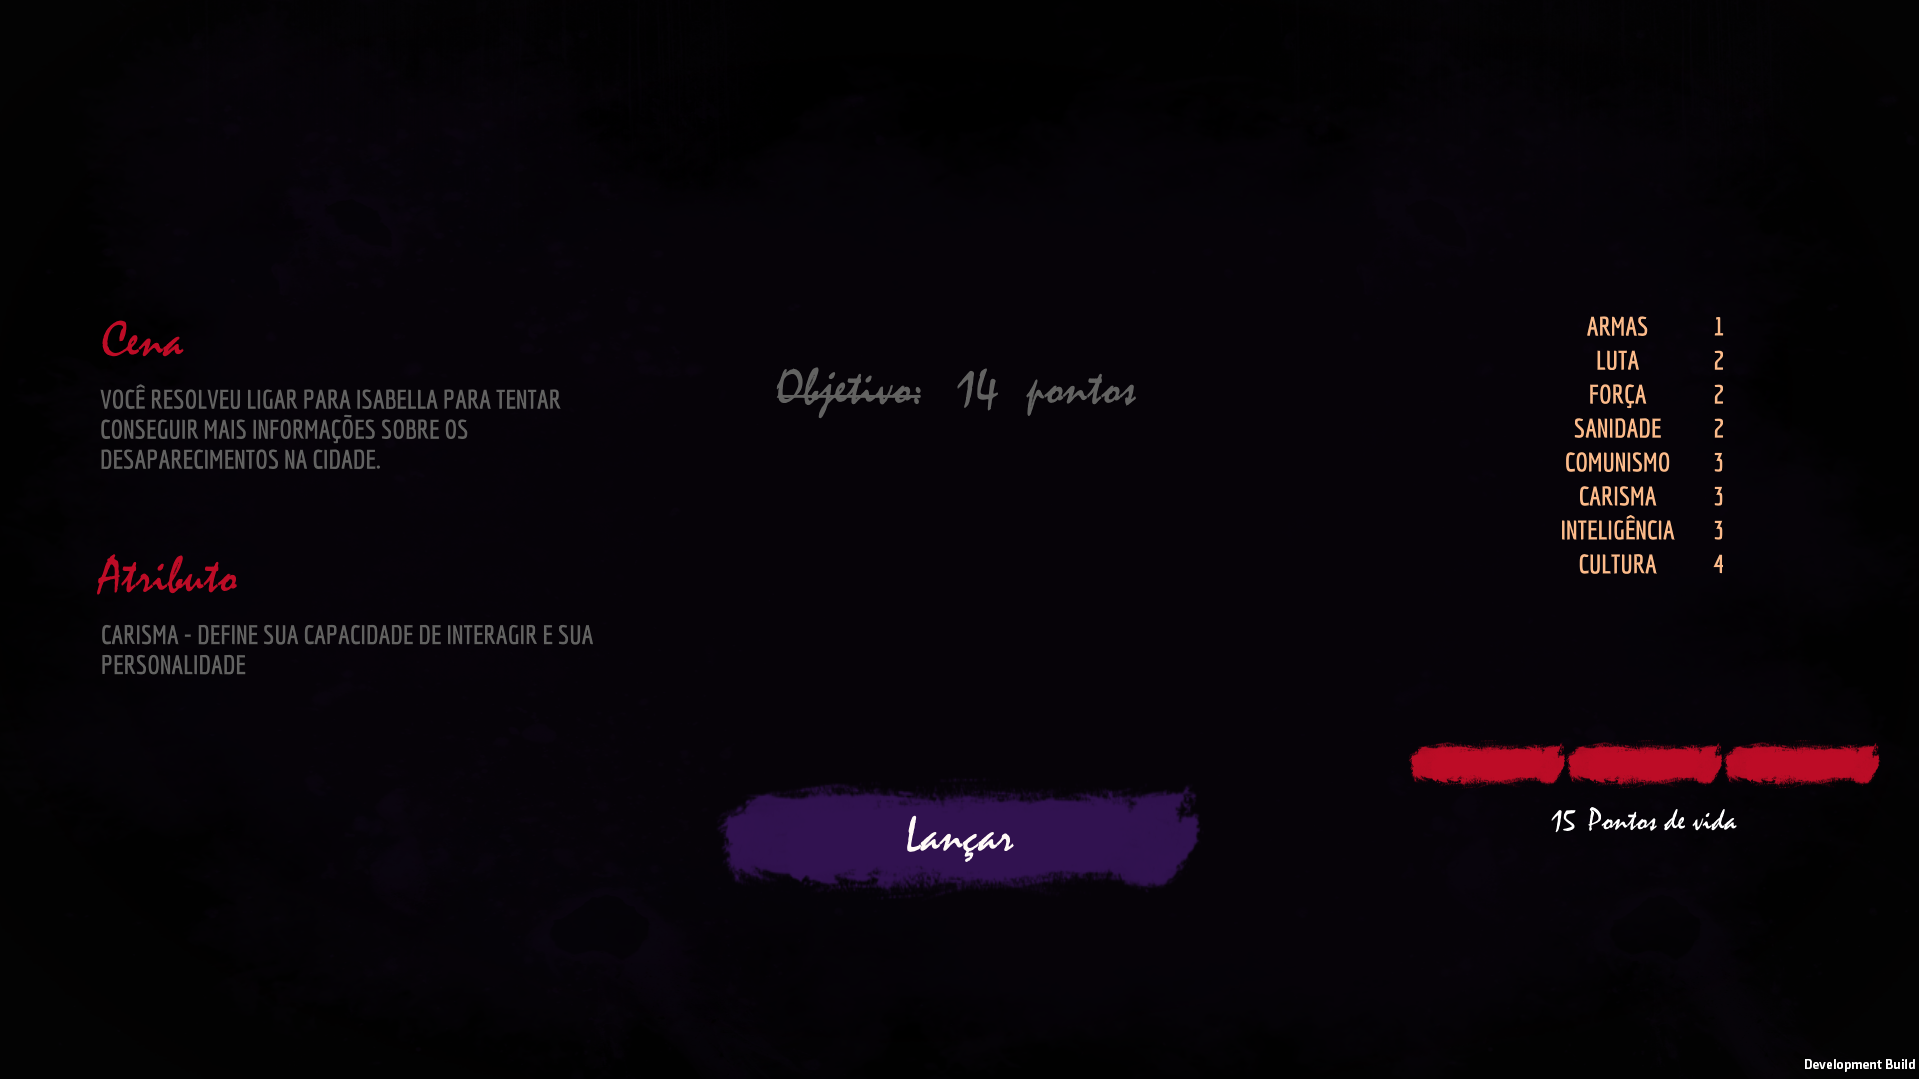 Cena
VOCÊ RESOLVEU LIGAR PARA ISABELLA PARA TENTAR
CONSEGUIR MAIS INFORMAÇÕES SOBRE OS
DESAPARECIMENTOS NA CIDADE.
Atributo
CARISMA - DEFINE SUA CAPACIDADE DE INTERAGIR E SUA
PERSONALIDADE
Objetivo: 14 pontos
Lançar
ARMAS 1
LUTA 2
FORÇA 2
SANIDADE 2
COMUNISMO 3
CARISMA 3
INTELIGÊNCIA 3
CULTURA 4
15 Pontos de vida
Development Build